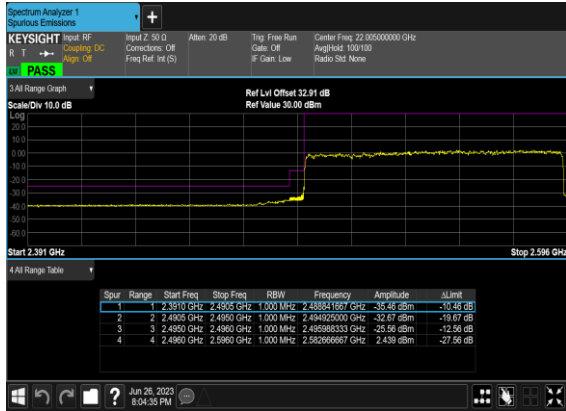 Spectrum Analyzer 1
Spurious Emissions
+
KEYSIGHT Input: RF Input Z: 50 Ω Atten: 20 dB Trig: Free Run Center Freq: 22.005000000 GHz
R T Coupling: DC Corrections: Off Gate: Off Avg|Hold: 100/100
Align: Off Freq Ref: Int (S) IF Gain: Low Radio Std: None
PASS
3 All Range Graph
Ref Lvl Offset 32.91 dB
Scale/Div 10.0 dB Ref Value 30.00 dBm
Log
20.0
10.0
0.00
-10.0
-20.0
-30.0
-40.0
-50.0
-60.0
Start 2.391 GHz Stop 2.596 GHz
4 All Range Table
Spur Range Start Freq Stop Freq RBW Frequency Amplitude ΔLimit
1 1 2.3910 GHz 2.4905 GHz 1.000 MHz 2.488841667 GHz -35.46 dBm -10.46 dB
2 2 2.4905 GHz 2.4950 GHz 1.000 MHz 2.494925000 GHz -32.67 dBm -19.67 dB
3 3 2.4950 GHz 2.4960 GHz 1.000 MHz 2.495988333 GHz -25.56 dBm -12.56 dB
4 4 2.4960 GHz 2.5960 GHz 1.000 MHz 2.582666667 GHz 2.439 dBm -27.56 dB
? Jun 26, 2023
8:04:35 PM